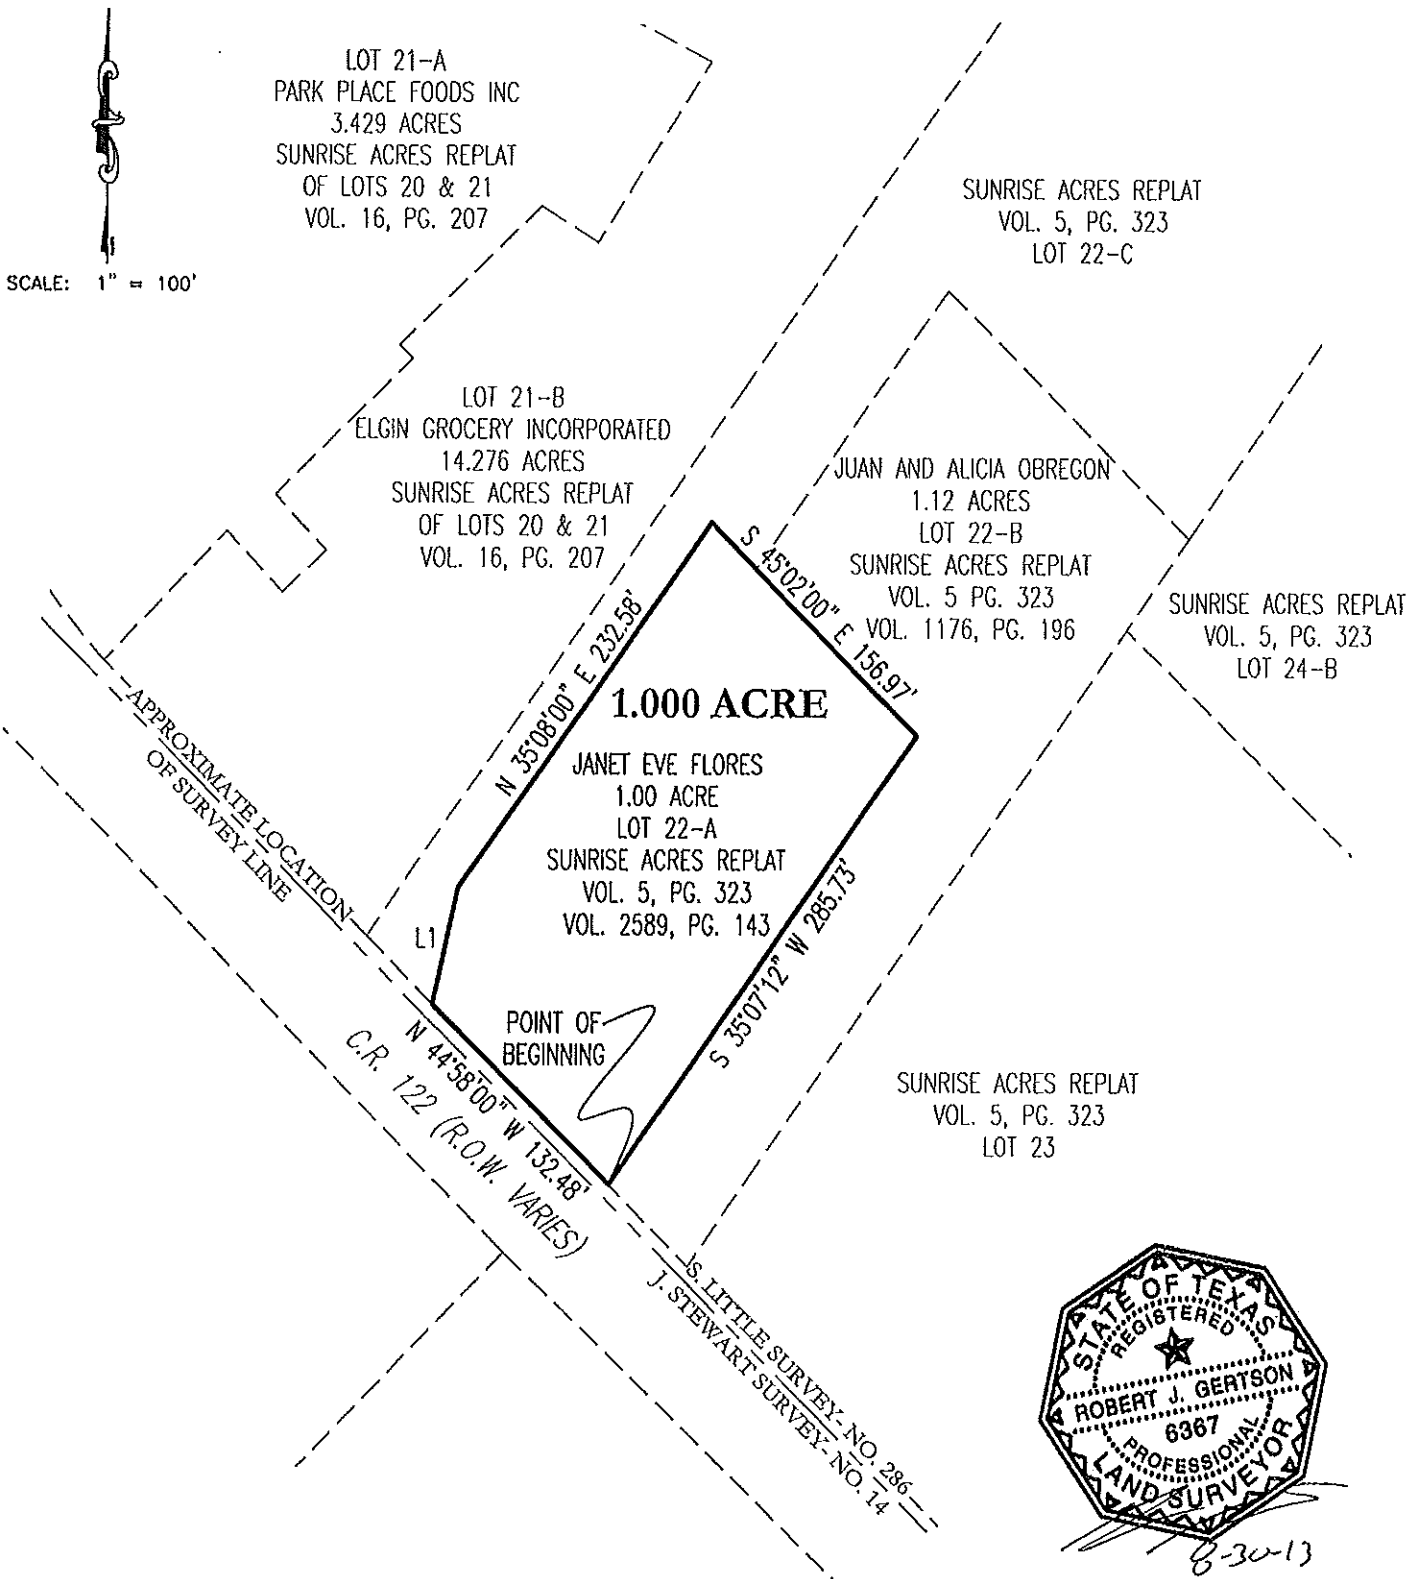 LOT 21-A
PARK PLACE FOODS INC
3.429 ACRES
SUNRISE ACRES REPLAT
OF LOTS 20 & 21
VOL. 16, PG. 207
SCALE: 1" = 100'
SUNRISE ACRES REPLAT
VOL. 5, PG. 323
LOT 22-C
LOT 21-B
ELGIN GROCERY INCORPORATED
14.276 ACRES
SUNRISE ACRES REPLAT
OF LOTS 20 & 21
VOL. 16, PG. 207
JUAN AND ALICIA OBREGON
1.12 ACRES
LOT 22-B
SUNRISE ACRES REPLAT
VOL. 5 PG. 323
VOL. 1176, PG. 196
SUNRISE ACRES REPLAT
VOL. 5, PG. 323
LOT 24-B
S 45°02'00" E 156.97'
N 35°08'00" E 232.58'
1.000 ACRE
JANET EVE FLORES
1.00 ACRE
LOT 22-A
SUNRISE ACRES REPLAT
VOL. 5, PG. 323
VOL. 2589, PG. 143
APPROXIMATE LOCATION
OF SURVEY LINE
L1
S 35°07'12" W 285.73'
POINT OF
BEGINNING
N 44°58'00" W 132.48'
C.R. 122 (R.O.W. VARIES)
SUNRISE ACRES REPLAT
VOL. 5, PG. 323
LOT 23
S. LITTLE SURVEY- NO. 286
J. STEWART SURVEY- NO. 14
STATE OF TEXAS
REGISTERED
ROBERT J. GERTSON
6367
PROFESSIONAL
LAND SURVEYOR
8-30-13